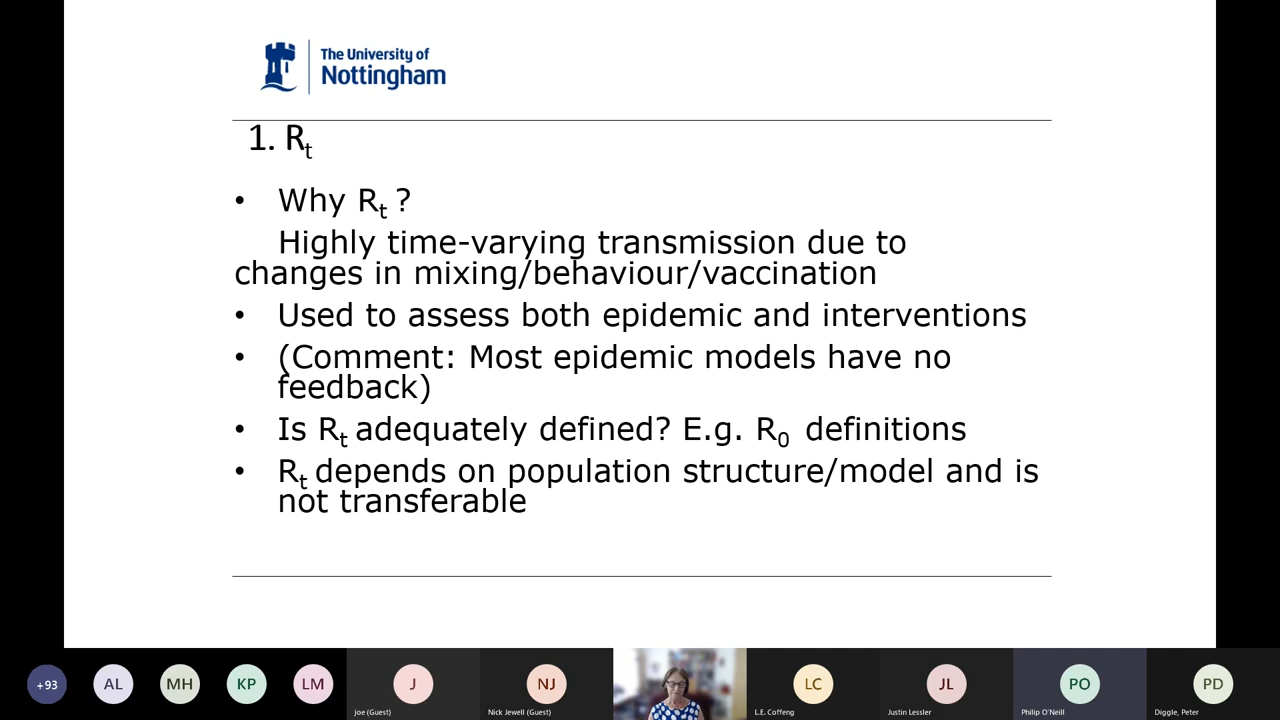 The University of
Nottingham
1. Rt
• Why Rt ?
Highly time-varying transmission due to
changes in mixing/behaviour/vaccination
• Used to assess both epidemic and interventions
• (Comment: Most epidemic models have no
feedback)
• Is Rt adequately defined? E.g. R0 definitions
• Rt depends on population structure/model and is
not transferable
+93
AL
MH
KP
LM
J
joe (Guest)
NJ
Nick Jewell (Guest)
LC
L.E. Coffeng
JL
Justin Lessler
PO
Philip O'Neill
PD
Diggle, Peter